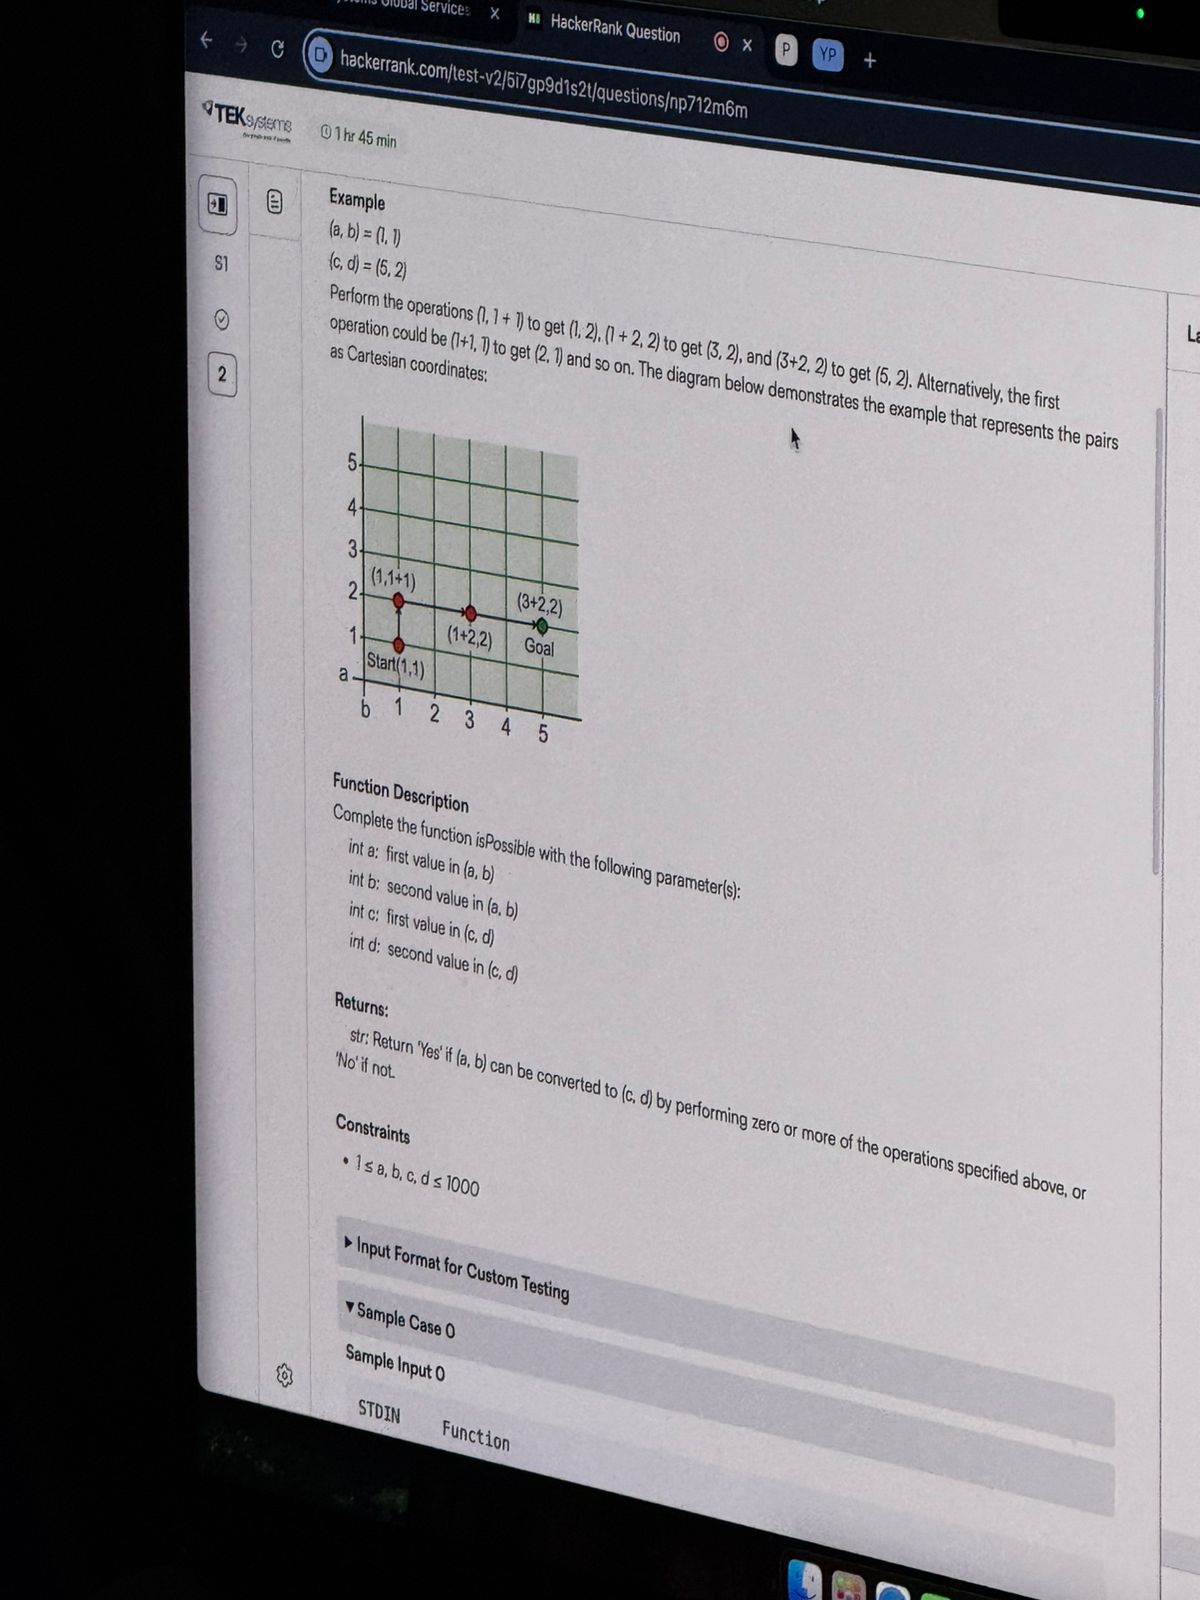 Global Services
HackerRank Question
P
YP
hackerrank.com/test-v2/5i7gp9d1s2t/questions/np712m6m
TEKsystems
1 hr 45 min
S1
2
Example
(a, b) = (1, 1)
(c, d) = (5, 2)
Perform the operations (1, 1 + 1) to get (1, 2), (1 + 2, 2) to get (3, 2), and (3+2, 2) to get (5, 2). Alternatively, the first
operation could be (1+1, 1) to get (2, 1) and so on. The diagram below demonstrates the example that represents the pairs
as Cartesian coordinates:
5
4
3
2
1
a
(1,1+1)
(3+2,2)
(1+2,2)
Goal
Start(1,1)
b 1 2 3 4 5
Function Description
Complete the function isPossible with the following parameter(s):
int a: first value in (a, b)
int b: second value in (a, b)
int c: first value in (c, d)
int d: second value in (c, d)
Returns:
str: Return 'Yes' if (a, b) can be converted to (c, d) by performing zero or more of the operations specified above, or
'No' if not.
Constraints
• 1 ≤ a, b, c, d ≤ 1000
Input Format for Custom Testing
Sample Case 0
Sample Input 0
STDIN Function